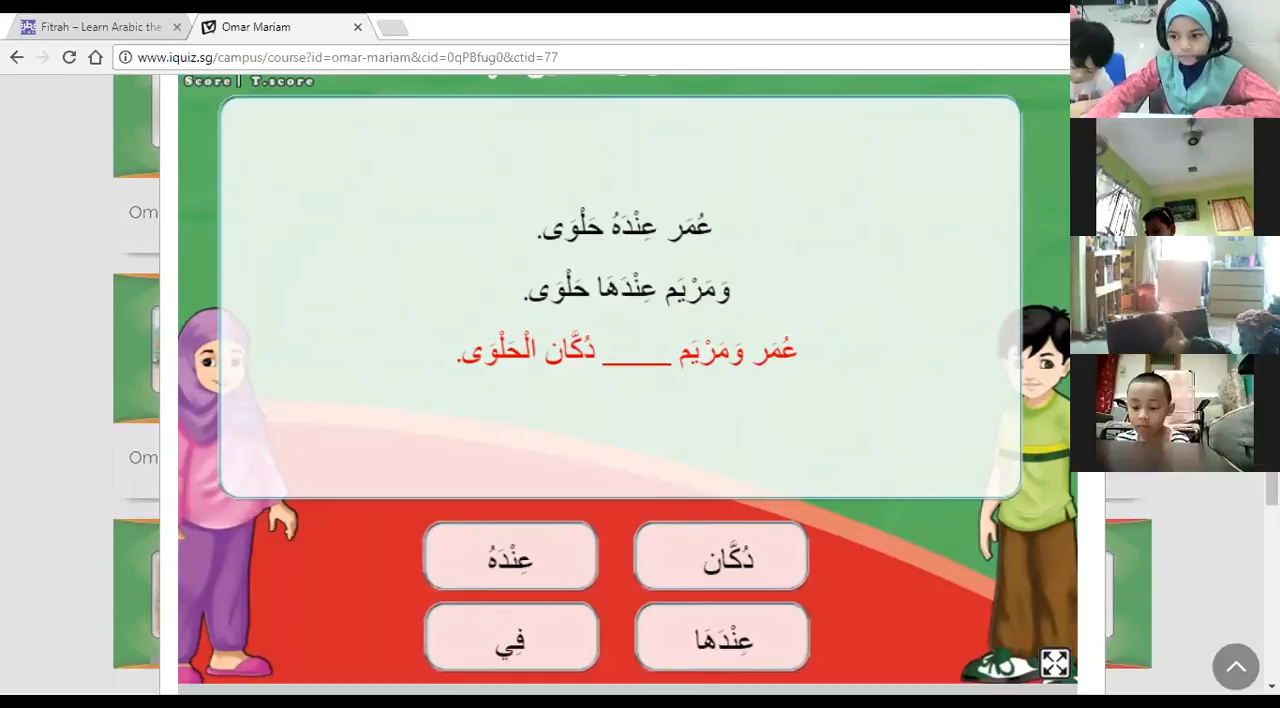 Fitrah – Learn Arabic the
Omar Mariam
www.iquiz.sg/campus/course?id=omar-mariam&cid=0qPBfug0&ctid=77
Score| T.score
عُمَر عِنْدَهُ حَلْوَى.
وَمَرْيَم عِنْدَهَا حَلْوَى.
عُمَر وَمَرْيَم _____ دُكَّان الْحَلْوَى.
Om
Om
دُكَّان
عِنْدَهُ
عِنْدَهَا
فِي